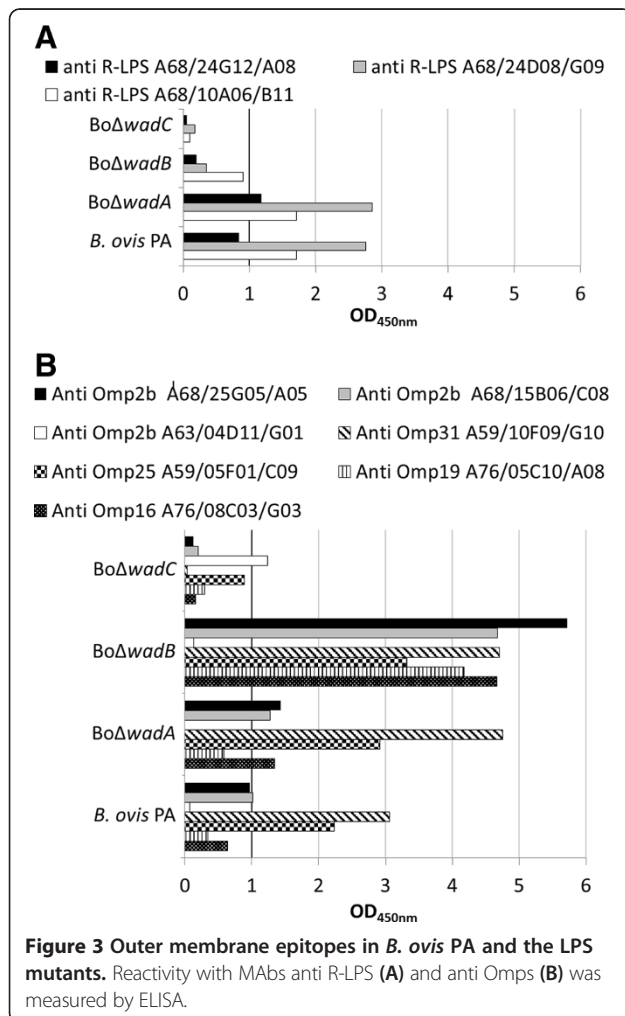 A
anti R-LPS A68/24G12/A08 anti R-LPS A68/24D08/G09
anti R-LPS A68/10A06/B11
BoΔwadC
BoΔwadB
BoΔwadA
B. ovis PA
0 1 2 3 4 5 6
OD450nm
B
Anti Omp2b A68/25G05/A05 Anti Omp2b A68/15B06/C08
Anti Omp2b A63/04D11/G01 Anti Omp31 A59/10F09/G10
Anti Omp25 A59/05F01/C09 Anti Omp19 A76/05C10/A08
Anti Omp16 A76/08C03/G03
BoΔwadC
BoΔwadB
BoΔwadA
B. ovis PA
0 1 2 3 4 5 6
OD450nm
Figure 3 Outer membrane epitopes in B. ovis PA and the LPS
mutants. Reactivity with MAbs anti R-LPS (A) and anti Omps (B) was
measured by ELISA.